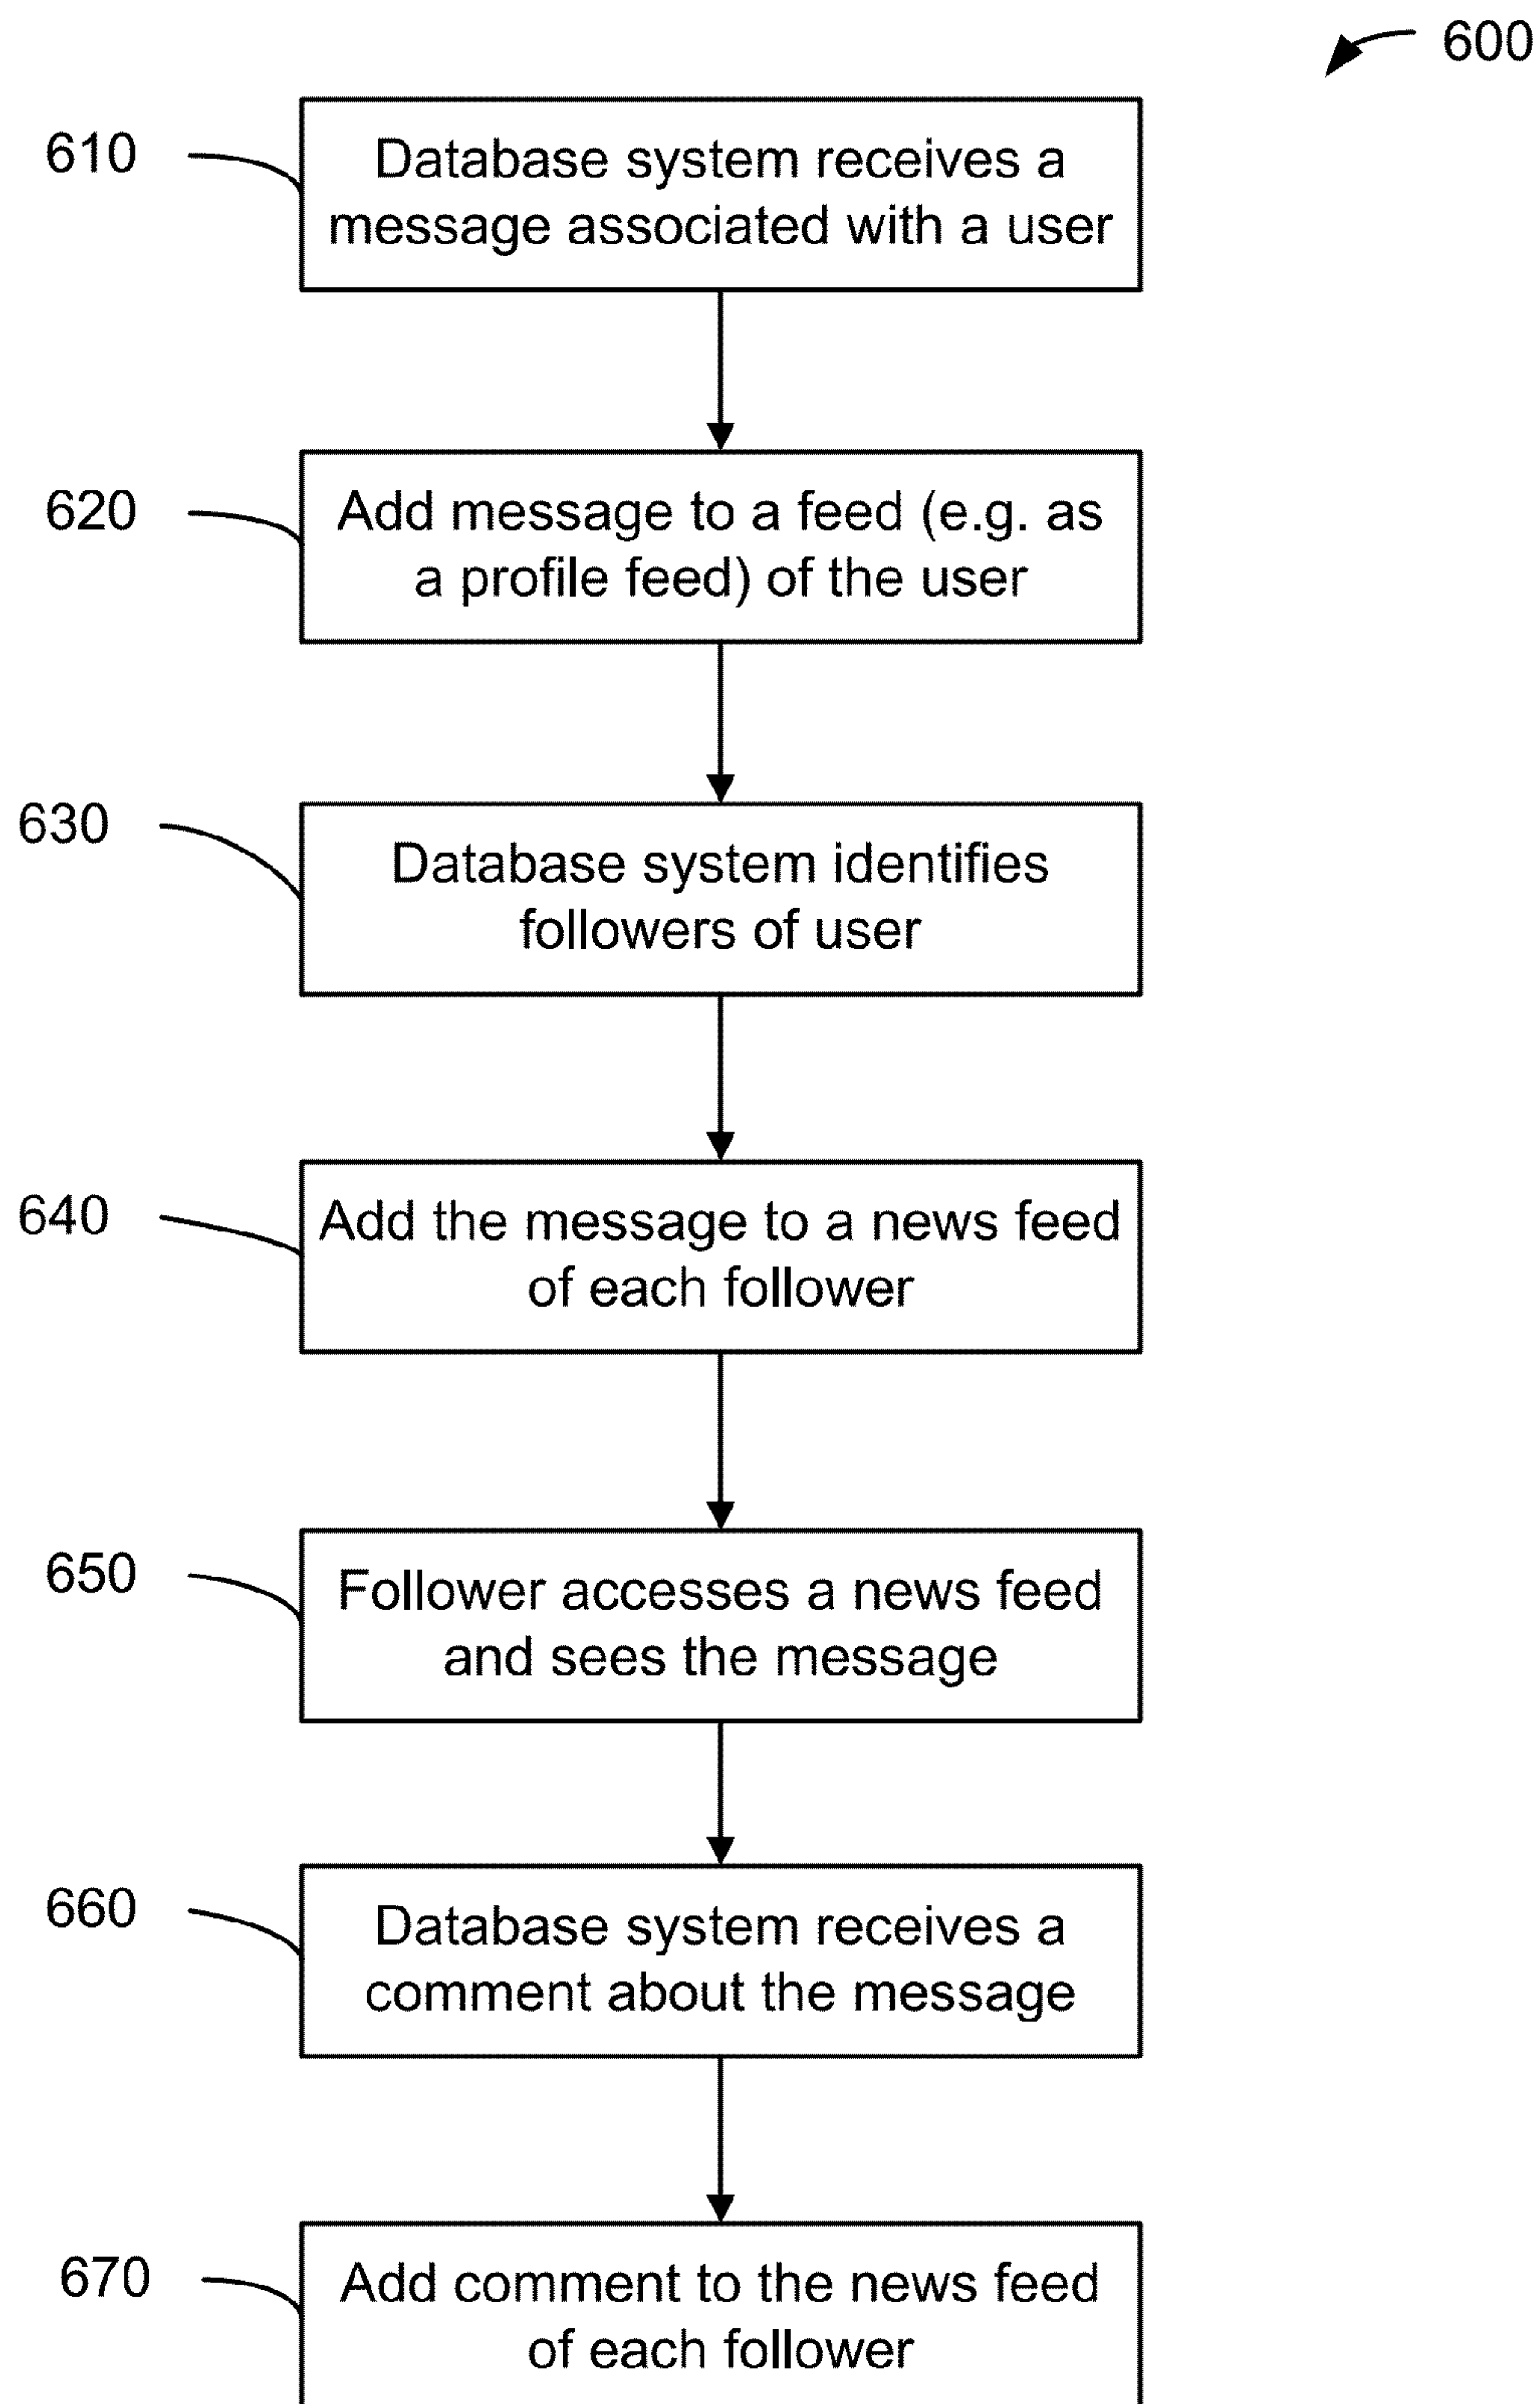 600
610
Database system receives a
message associated with a user
620
Add message to a feed (e.g. as
a profile feed) of the user
630
Database system identifies
followers of user
640
Add the message to a news feed
of each follower
650
Follower accesses a news feed
and sees the message
660
Database system receives a
comment about the message
670
Add comment to the news feed
of each follower